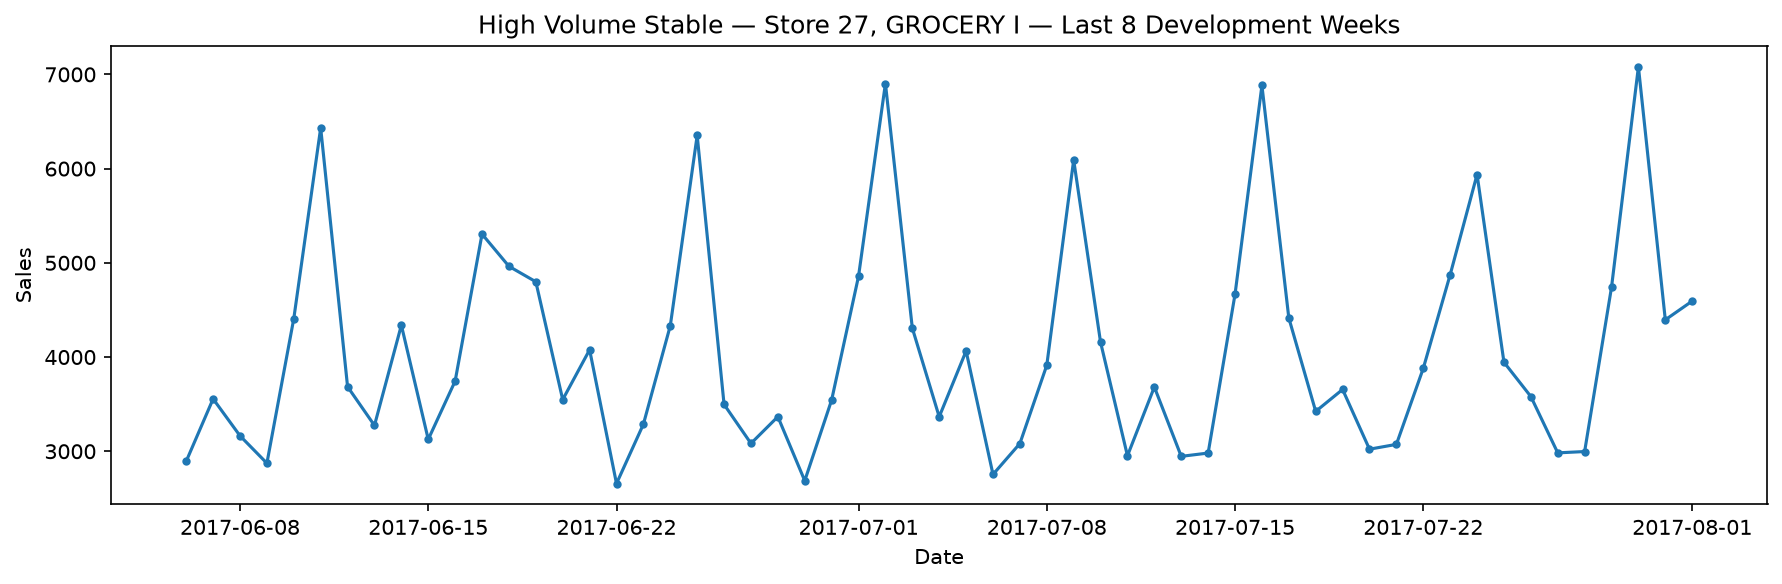 High Volume Stable — Store 27, GROCERY I — Last 8 Development Weeks
7000
6000
5000
4000
3000
Sales
2017-06-08 2017-06-15 2017-06-22 2017-07-01 2017-07-08 2017-07-15 2017-07-22 2017-08-01
Date